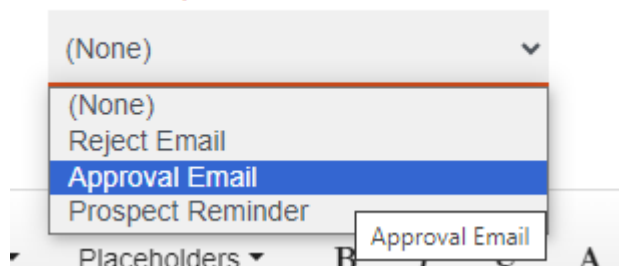 (None)
(None)
Reject Email
Approval Email
Prospect Reminder
Approval Email
Placeholders B A